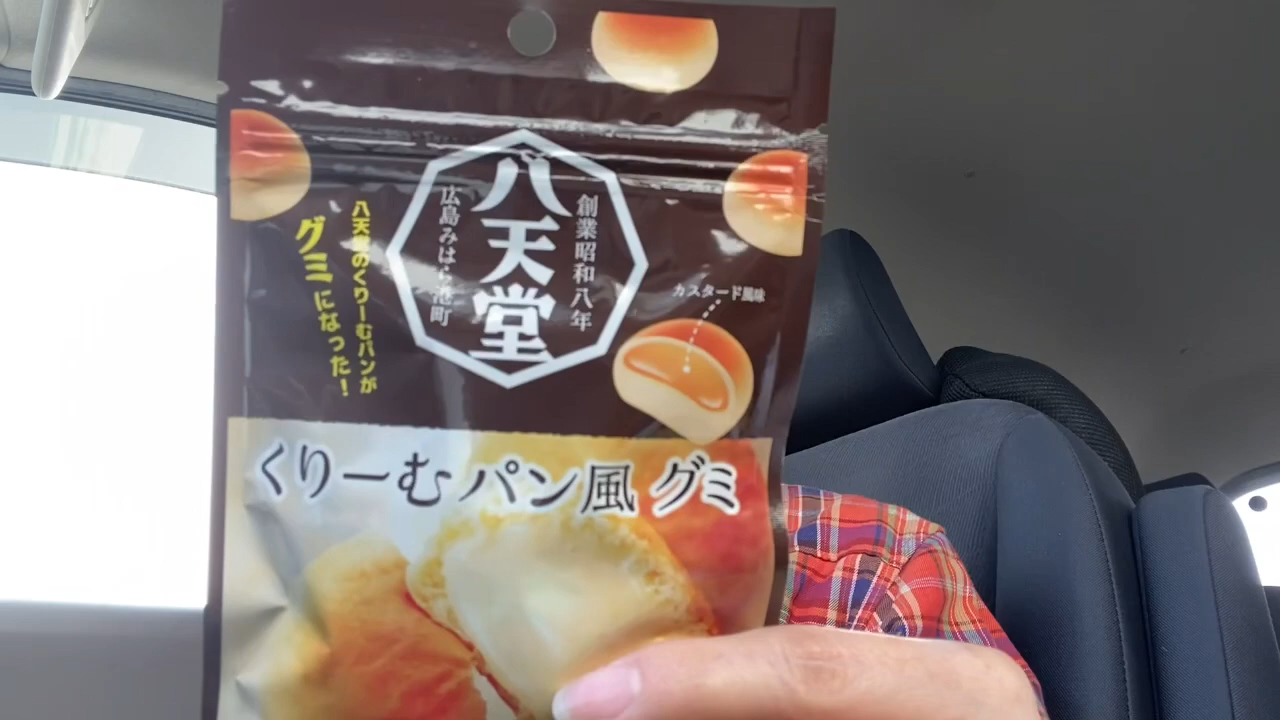 創業昭和八年
八天堂
広島みはら港町
八天堂のくりーむパンが
グミになった！
カスタード風味
くりーむパン風グミ